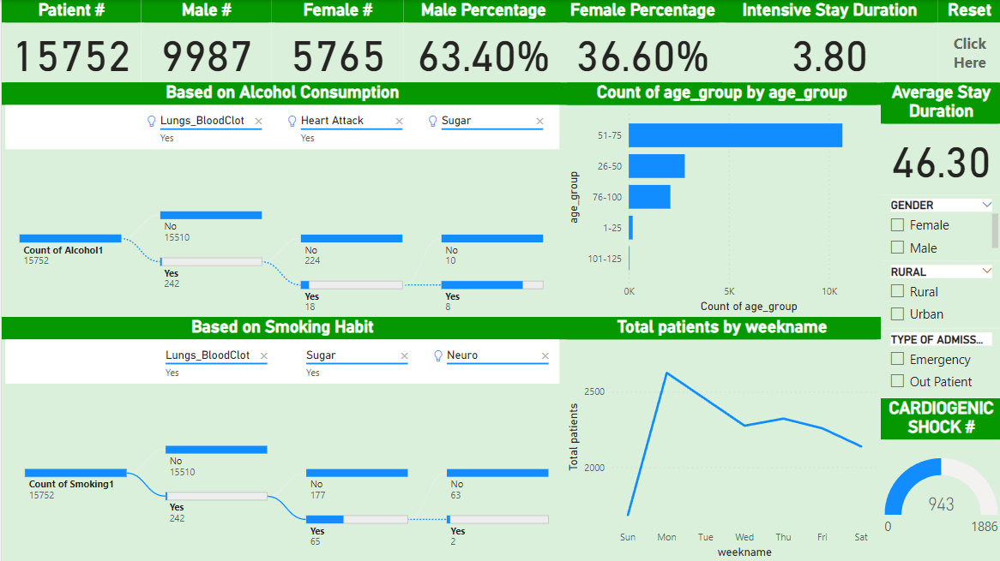 Patient #
Male #
Female #
Male Percentage
Female Percentage
Intensive Stay Duration
Reset
15752
9987
5765
63.40%
36.60%
3.80
Click
Here
Based on Alcohol Consumption
Lungs_BloodClot
Yes
Heart Attack
Yes
Sugar
Count of Alcohol1
15752
No
15510
Yes
242
No
224
Yes
18
No
10
Yes
8
Count of age_group by age_group
age_group
51-75
26-50
76-100
1-25
101-125
0K
5K
10K
Count of age_group
Average Stay
Duration
46.30
GENDER
Female
Male
RURAL
Rural
Urban
TYPE OF ADMISS...
Emergency
Out Patient
Based on Smoking Habit
Lungs_BloodClot
Yes
Sugar
Yes
Neuro
Count of Smoking1
15752
No
15510
Yes
242
No
177
Yes
65
No
63
Yes
2
Total patients by weekname
Total patients
2500
2000
Sun
Mon
Tue
Wed
Thu
Fri
Sat
weekname
CARDIOGENIC
SHOCK #
943
0
1886